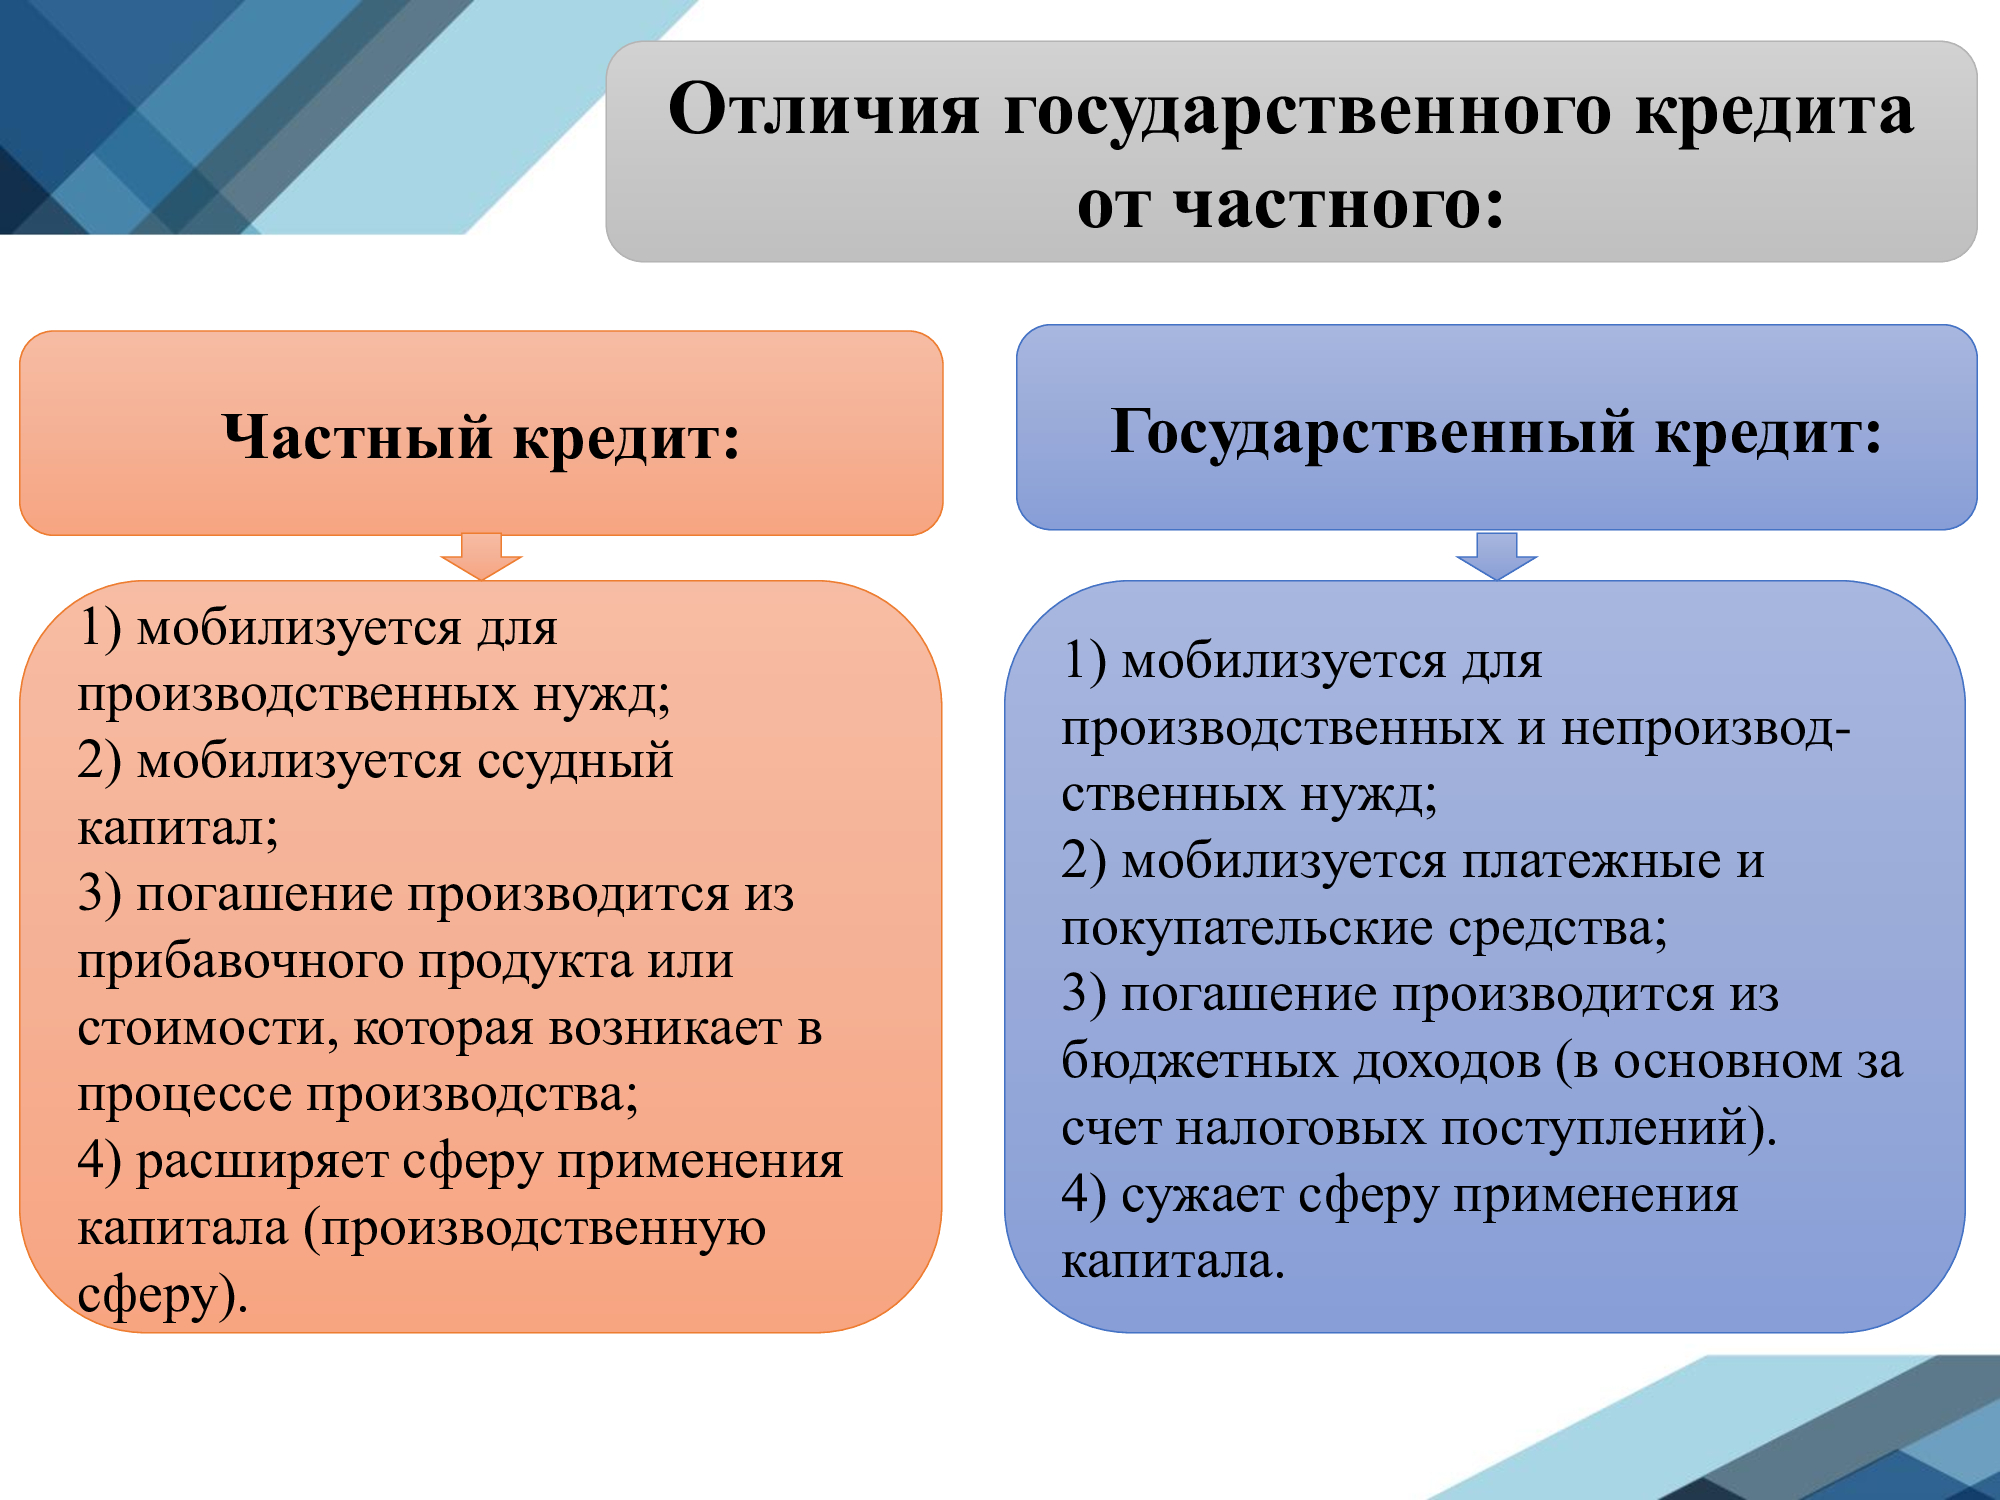 Отличия государственного кредита
от частного:
Частный кредит:
1) мобилизуется для
производственных нужд;
2) мобилизуется ссудный
капитал;
3) погашение производится из
прибавочного продукта или
стоимости, которая возникает в
процессе производства;
4) расширяет сферу применения
капитала (производственную
сферу).
Государственный кредит:
1) мобилизуется для
производственных и непроизвод-
ственных нужд;
2) мобилизуется платежные и
покупательские средства;
3) погашение производится из
бюджетных доходов (в основном за
счет налоговых поступлений).
4) сужает сферу применения
капитала.